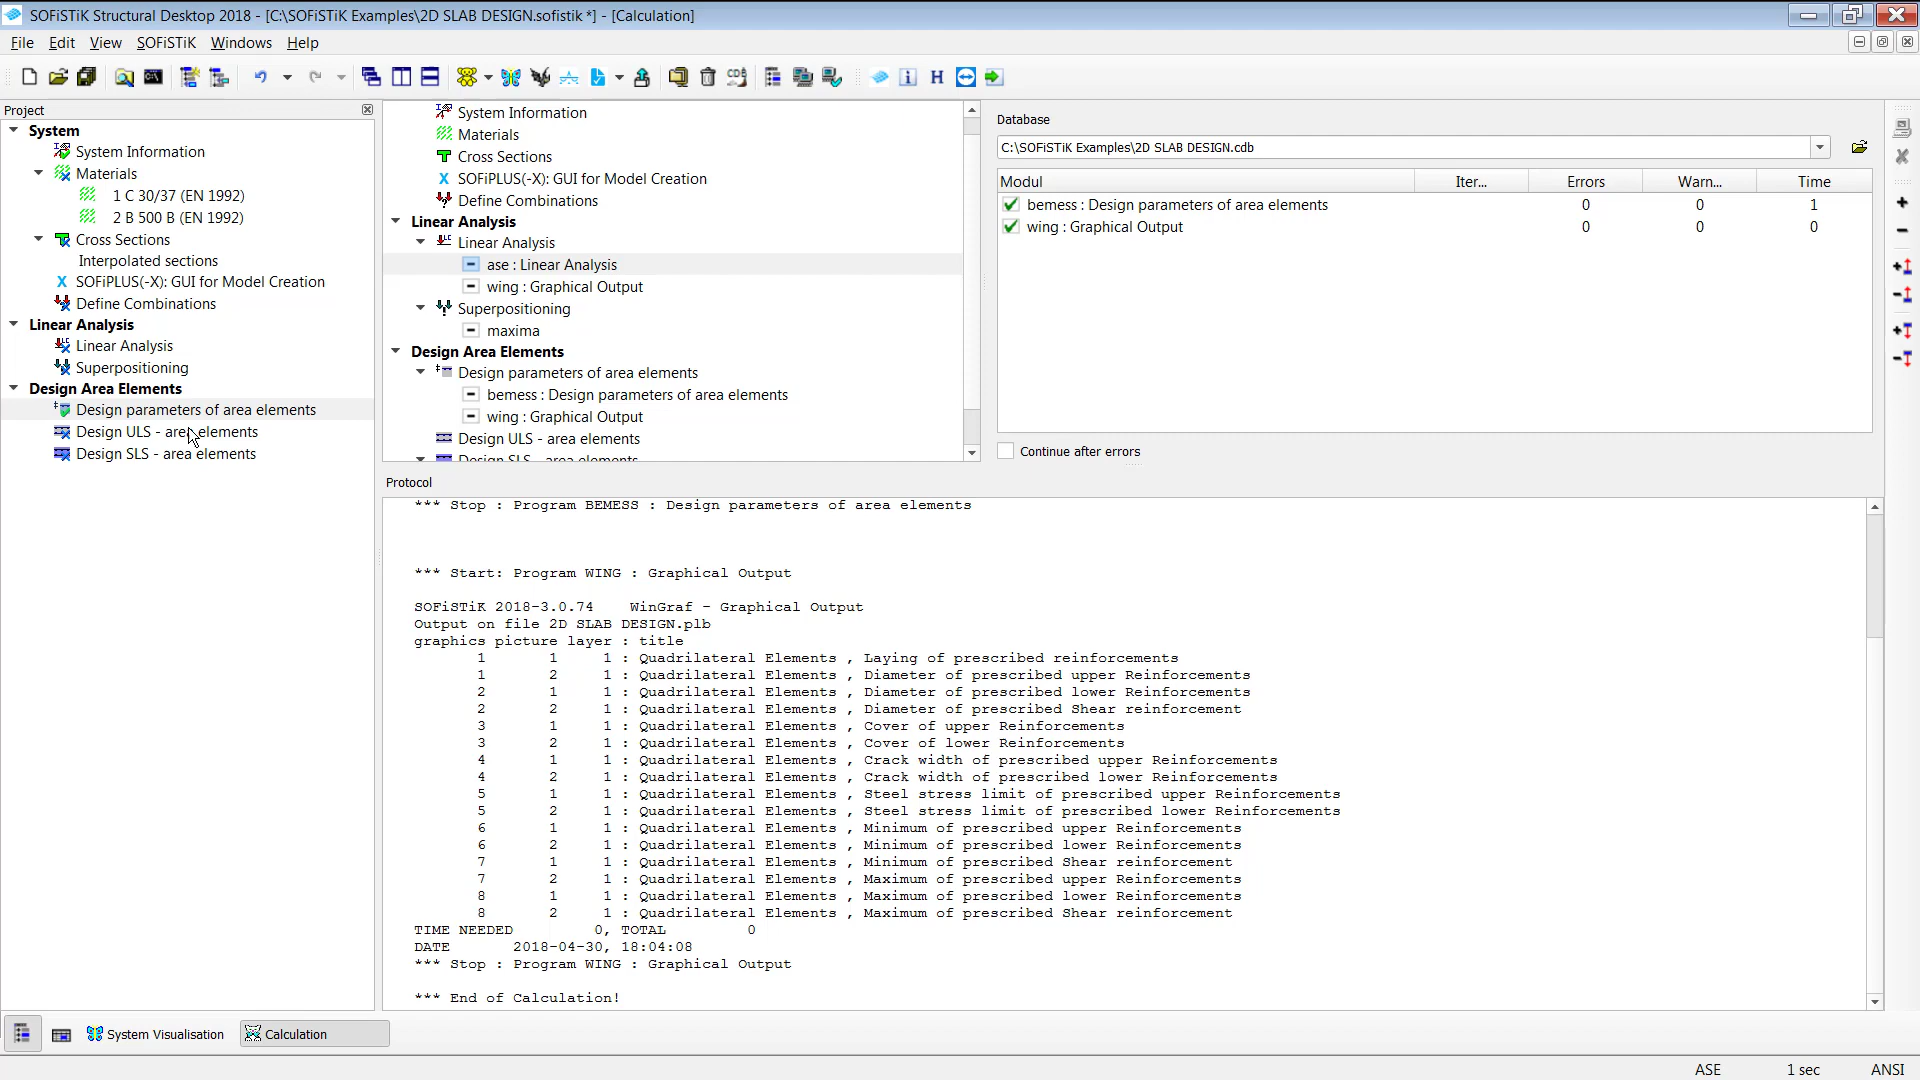 SOFiSTiK Structural Desktop 2018 - [C:\SOFiSTiK Examples\2D SLAB DESIGN.sofistik *] - [Calculation]
File Edit View SOFiSTiK Windows Help
Project
System
System Information
Materials
1 C 30/37 (EN 1992)
2 B 500 B (EN 1992)
Cross Sections
Interpolated sections
SOFiPLUS(-X): GUI for Model Creation
Define Combinations
Linear Analysis
Linear Analysis
Superpositioning
Design Area Elements
Design parameters of area elements
Design ULS - area elements
Design SLS - area elements
System Information
Materials
Cross Sections
SOFiPLUS(-X): GUI for Model Creation
Define Combinations
Linear Analysis
Linear Analysis
ase : Linear Analysis
wing : Graphical Output
Superpositioning
maxima
Design Area Elements
Design parameters of area elements
bemess : Design parameters of area elements
wing : Graphical Output
Design ULS - area elements
Design SLS - area elements
Database
C:\SOFiSTiK Examples\2D SLAB DESIGN.cdb
Modul Iter... Errors Warn... Time
bemess : Design parameters of area elements 0 0 1
wing : Graphical Output 0 0 0
Continue after errors
Protocol
*** Stop : Program BEMESS : Design parameters of area elements
*** Start: Program WING : Graphical Output
SOFiSTiK 2018-3.0.74 WinGraf - Graphical Output
Output on file 2D SLAB DESIGN.plb
graphics picture layer : title
1 1 1 : Quadrilateral Elements , Laying of prescribed reinforcements
1 2 1 : Quadrilateral Elements , Diameter of prescribed upper Reinforcements
2 1 1 : Quadrilateral Elements , Diameter of prescribed lower Reinforcements
2 2 1 : Quadrilateral Elements , Diameter of prescribed Shear reinforcement
3 1 1 : Quadrilateral Elements , Cover of upper Reinforcements
3 2 1 : Quadrilateral Elements , Cover of lower Reinforcements
4 1 1 : Quadrilateral Elements , Crack width of prescribed upper Reinforcements
4 2 1 : Quadrilateral Elements , Crack width of prescribed lower Reinforcements
5 1 1 : Quadrilateral Elements , Steel stress limit of prescribed upper Reinforcements
5 2 1 : Quadrilateral Elements , Steel stress limit of prescribed lower Reinforcements
6 1 1 : Quadrilateral Elements , Minimum of prescribed upper Reinforcements
6 2 1 : Quadrilateral Elements , Minimum of prescribed lower Reinforcements
7 1 1 : Quadrilateral Elements , Minimum of prescribed Shear reinforcement
7 2 1 : Quadrilateral Elements , Maximum of prescribed upper Reinforcements
8 1 1 : Quadrilateral Elements , Maximum of prescribed lower Reinforcements
8 2 1 : Quadrilateral Elements , Maximum of prescribed Shear reinforcement
TIME NEEDED 0, TOTAL 0
DATE 2018-04-30, 18:04:08
*** Stop : Program WING : Graphical Output
*** End of Calculation!
System Visualisation Calculation
ASE 1 sec ANSI